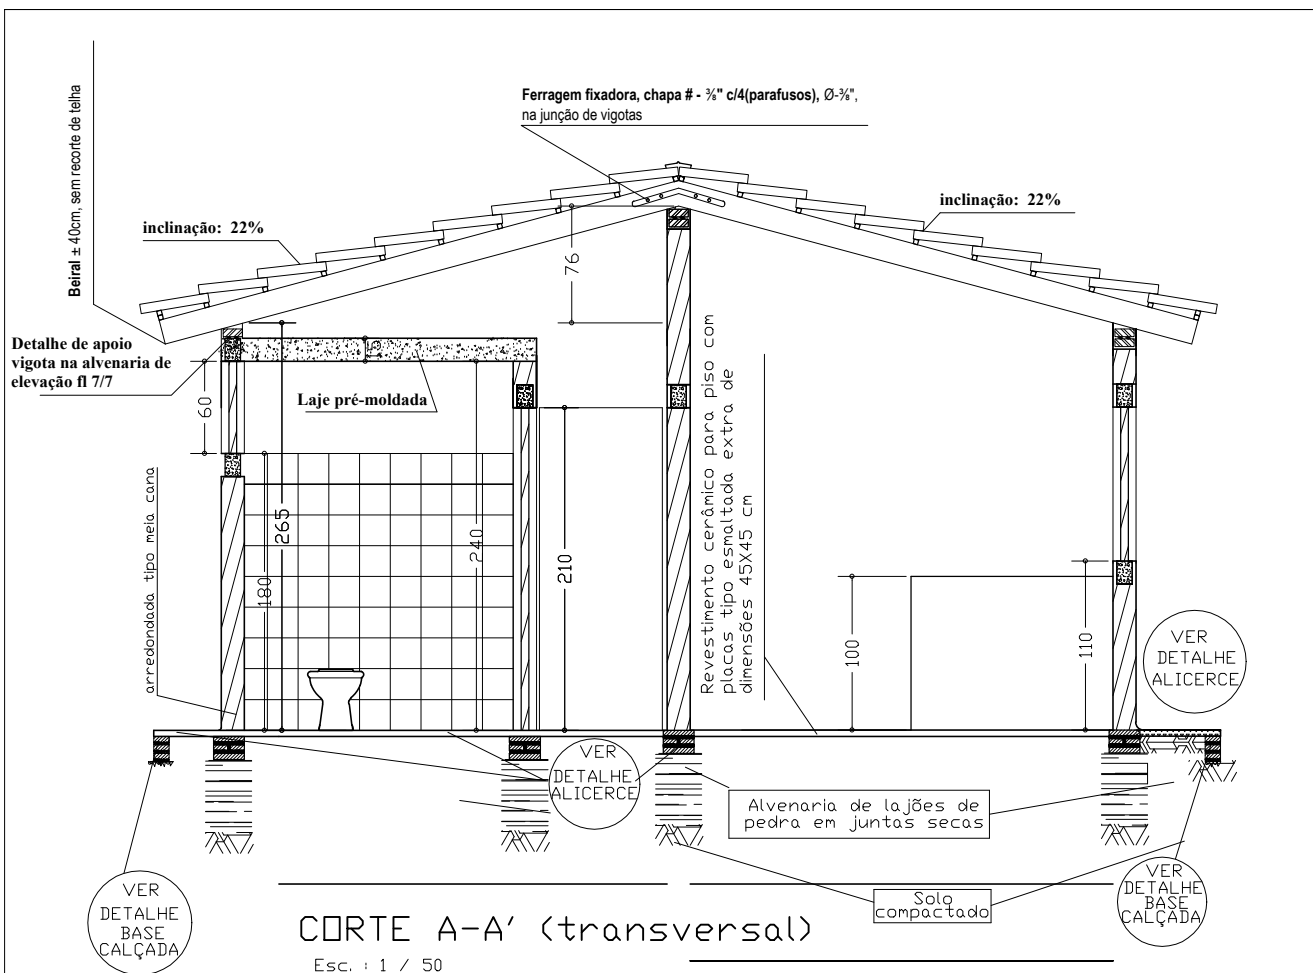 Ferragem fixadora, chapa # - ⅜" c/4(parafusos), Ø-⅜",
na junção de vigotas
Beiral ± 40cm, sem recorte de telha
inclinação: 22%
inclinação: 22%
76
Detalhe de apoio
vigota na alvenaria de
elevação fl 7/7
15
Laje pré-moldada
60
arredondada tipo meia cana
180
265
240
210
Revestimento cerâmico para piso com
placas tipo esmaltada extra de
dimensões 45X45 cm
100
110
VER
DETALHE
ALICERCE
VER
DETALHE
ALICERCE
Alvenaria de lajões de
pedra em juntas secas
VER
DETALHE
BASE
CALÇADA
Solo
compactado
VER
DETALHE
BASE
CALÇADA
CORTE A-A' (transversal)
Esc. : 1 / 50